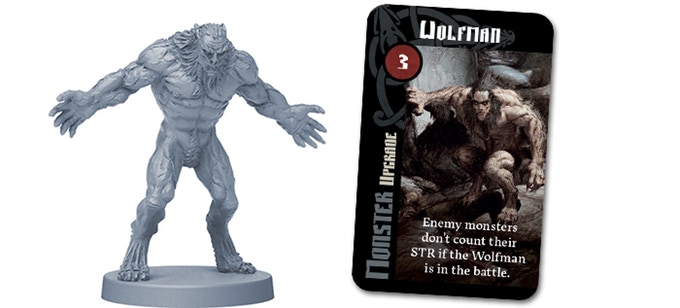 Wolfman
3
Monster Upgrade
Enemy monsters
don't count their
STR if the Wolfman
is in the battle.